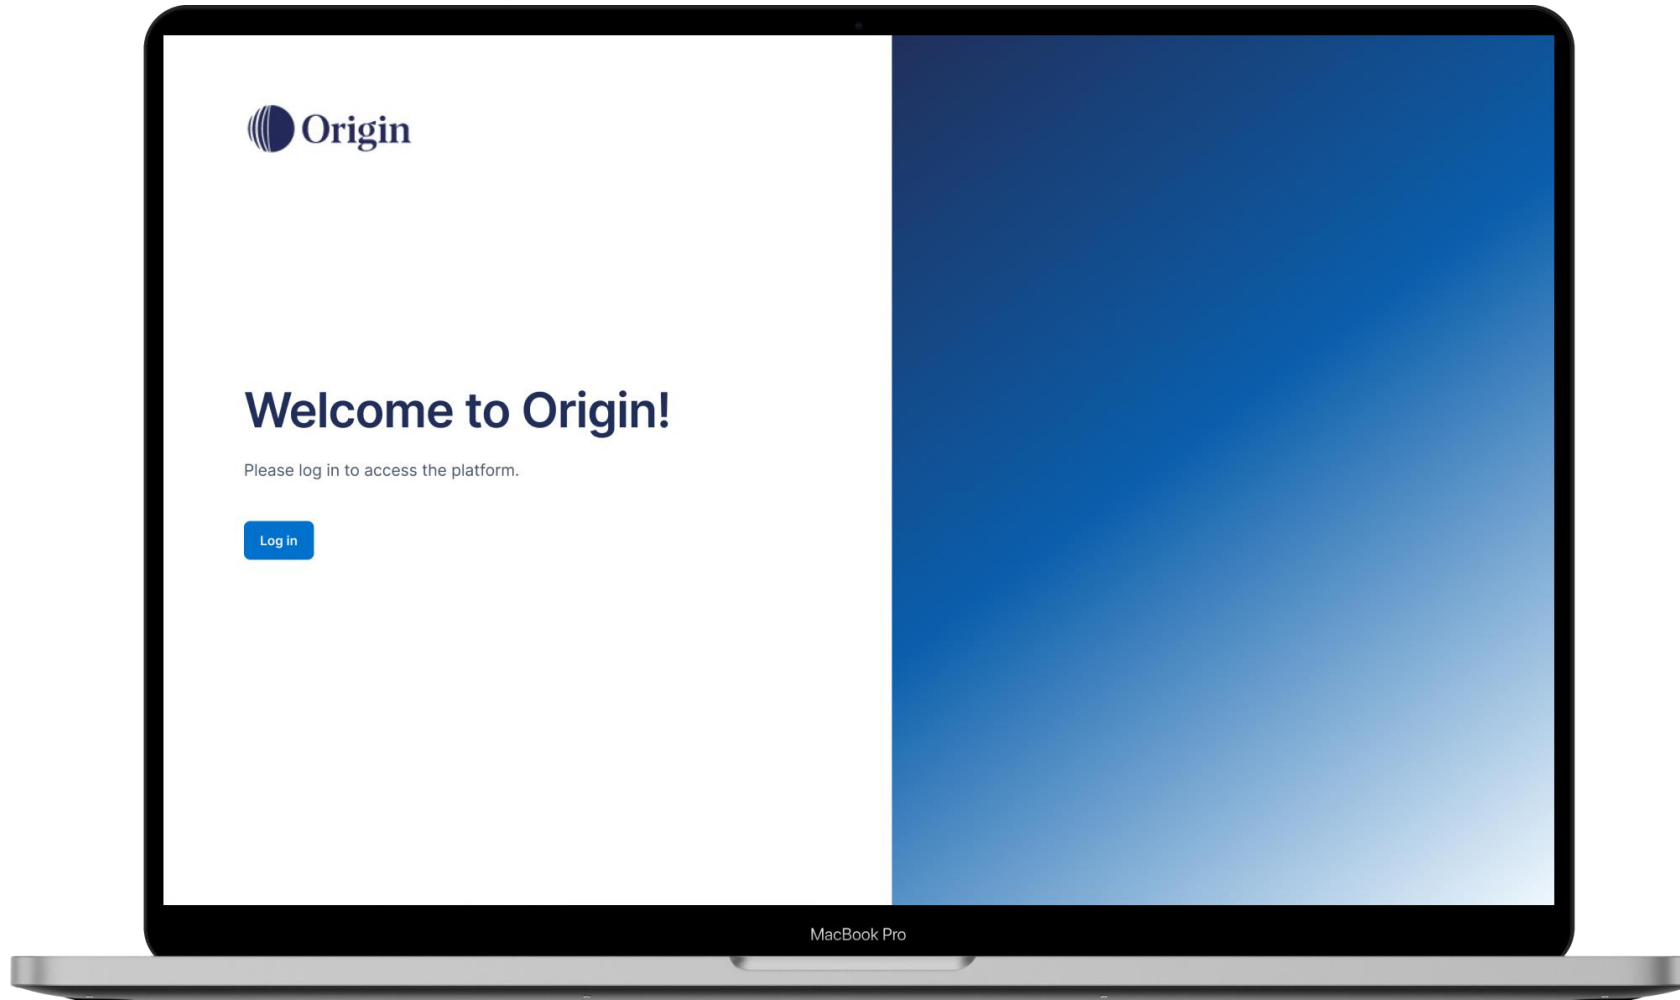 Origin
Welcome to Origin!
Please log in to access the platform.
Log in
MacBook Pro